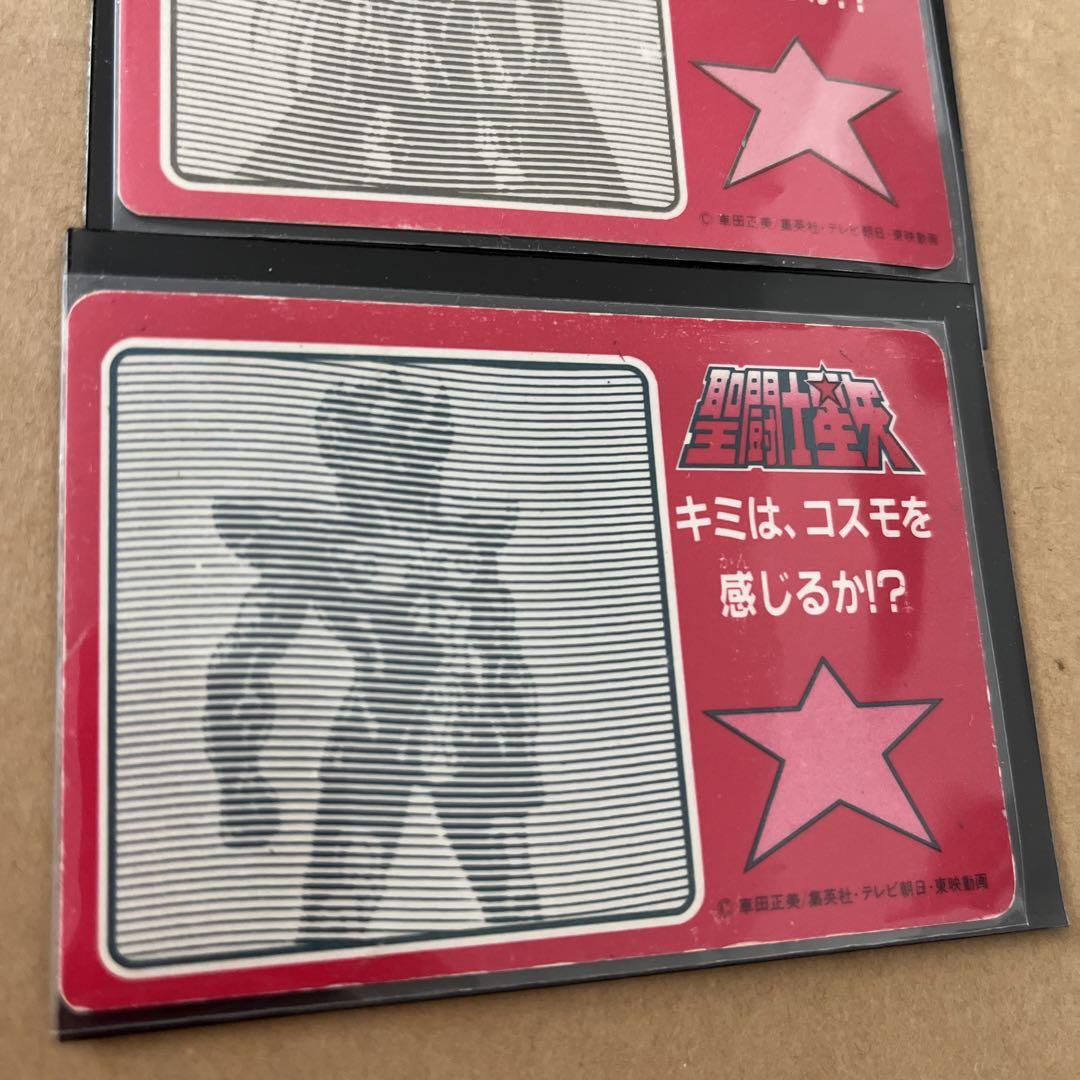 © 車田正美/集英社・テレビ朝日・東映動画
聖闘士星矢
キミは、コスモを
かん
感じるか!?
© 車田正美/集英社・テレビ朝日・東映動画